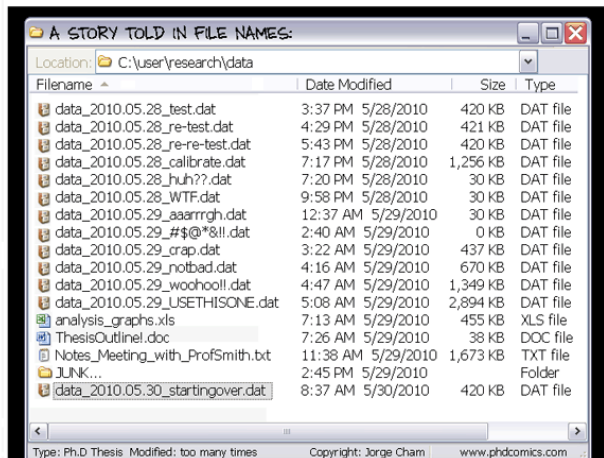 A STORY TOLD IN FILE NAMES:
Location: C:\user\research\data
Filename Date Modified Size Type
data_2010.05.28_test.dat 3:37 PM 5/28/2010 420 KB DAT file
data_2010.05.28_re-test.dat 4:29 PM 5/28/2010 421 KB DAT file
data_2010.05.28_re-re-test.dat 5:43 PM 5/28/2010 420 KB DAT file
data_2010.05.28_calibrate.dat 7:17 PM 5/28/2010 1,256 KB DAT file
data_2010.05.28_huh??.dat 7:20 PM 5/28/2010 30 KB DAT file
data_2010.05.28_WTF.dat 9:58 PM 5/28/2010 30 KB DAT file
data_2010.05.29_aaarrrgh.dat 12:37 AM 5/29/2010 30 KB DAT file
data_2010.05.29_#$@*&!!.dat 2:40 AM 5/29/2010 0 KB DAT file
data_2010.05.29_crap.dat 3:22 AM 5/29/2010 437 KB DAT file
data_2010.05.29_notbad.dat 4:16 AM 5/29/2010 670 KB DAT file
data_2010.05.29_woohoo!!.dat 4:47 AM 5/29/2010 1,349 KB DAT file
data_2010.05.29_USETHISONE.dat 5:08 AM 5/29/2010 2,894 KB DAT file
analysis_graphs.xls 7:13 AM 5/29/2010 455 KB XLS file
ThesisOutline!.doc 7:26 AM 5/29/2010 38 KB DOC file
Notes_Meeting_with_ProfSmith.txt 11:38 AM 5/29/2010 1,673 KB TXT file
JUNK... 2:45 PM 5/29/2010 Folder
data_2010.05.30_startingover.dat 8:37 AM 5/30/2010 420 KB DAT file
Type: Ph.D Thesis Modified: too many times Copyright: Jorge Cham www.phdcomics.com